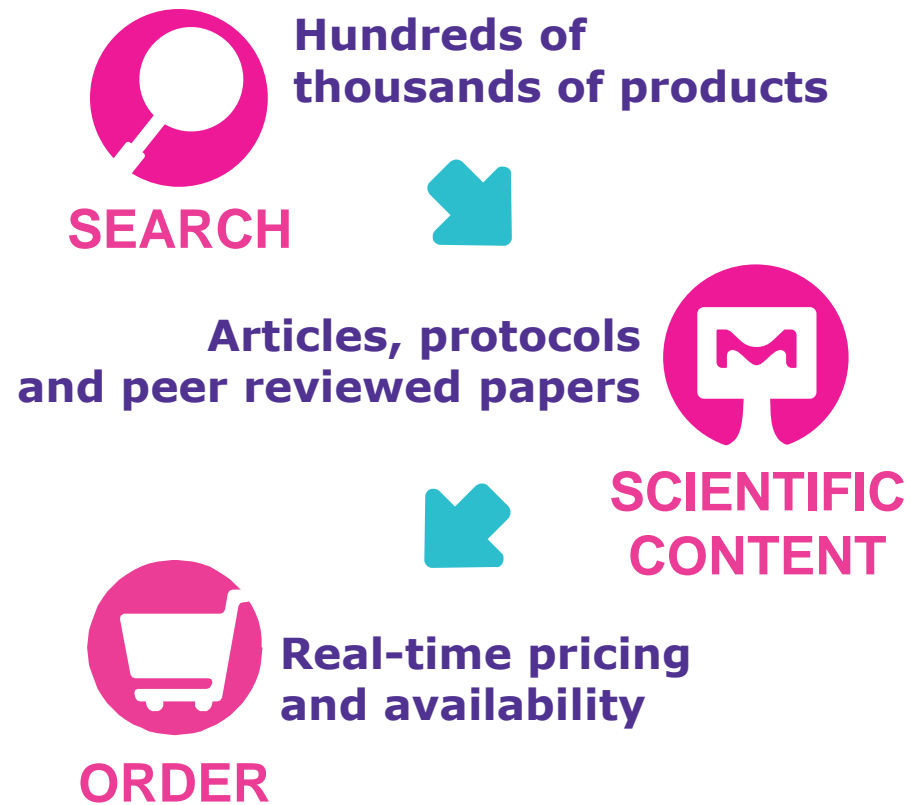 Hundreds of
thousands of products
SEARCH
Articles, protocols
and peer reviewed papers
SCIENTIFIC
CONTENT
Real-time pricing
and availability
ORDER